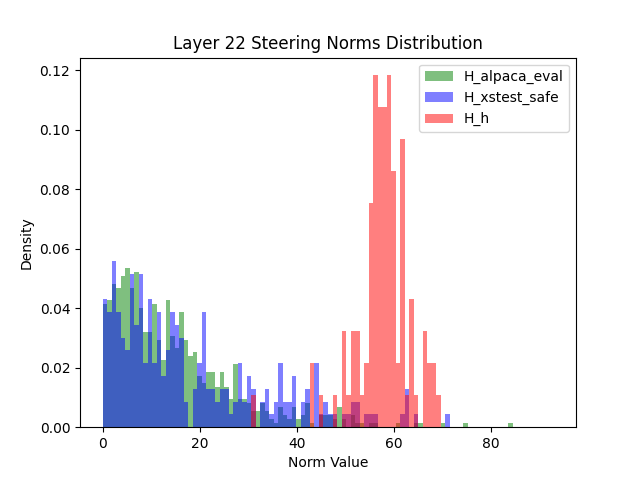 Layer 22 Steering Norms Distribution
H_alpaca_eval
H_xstest_safe
H_h
0.12
0.10
0.08
0.06
0.04
0.02
0.00
Density
0
20
40
60
80
Norm Value